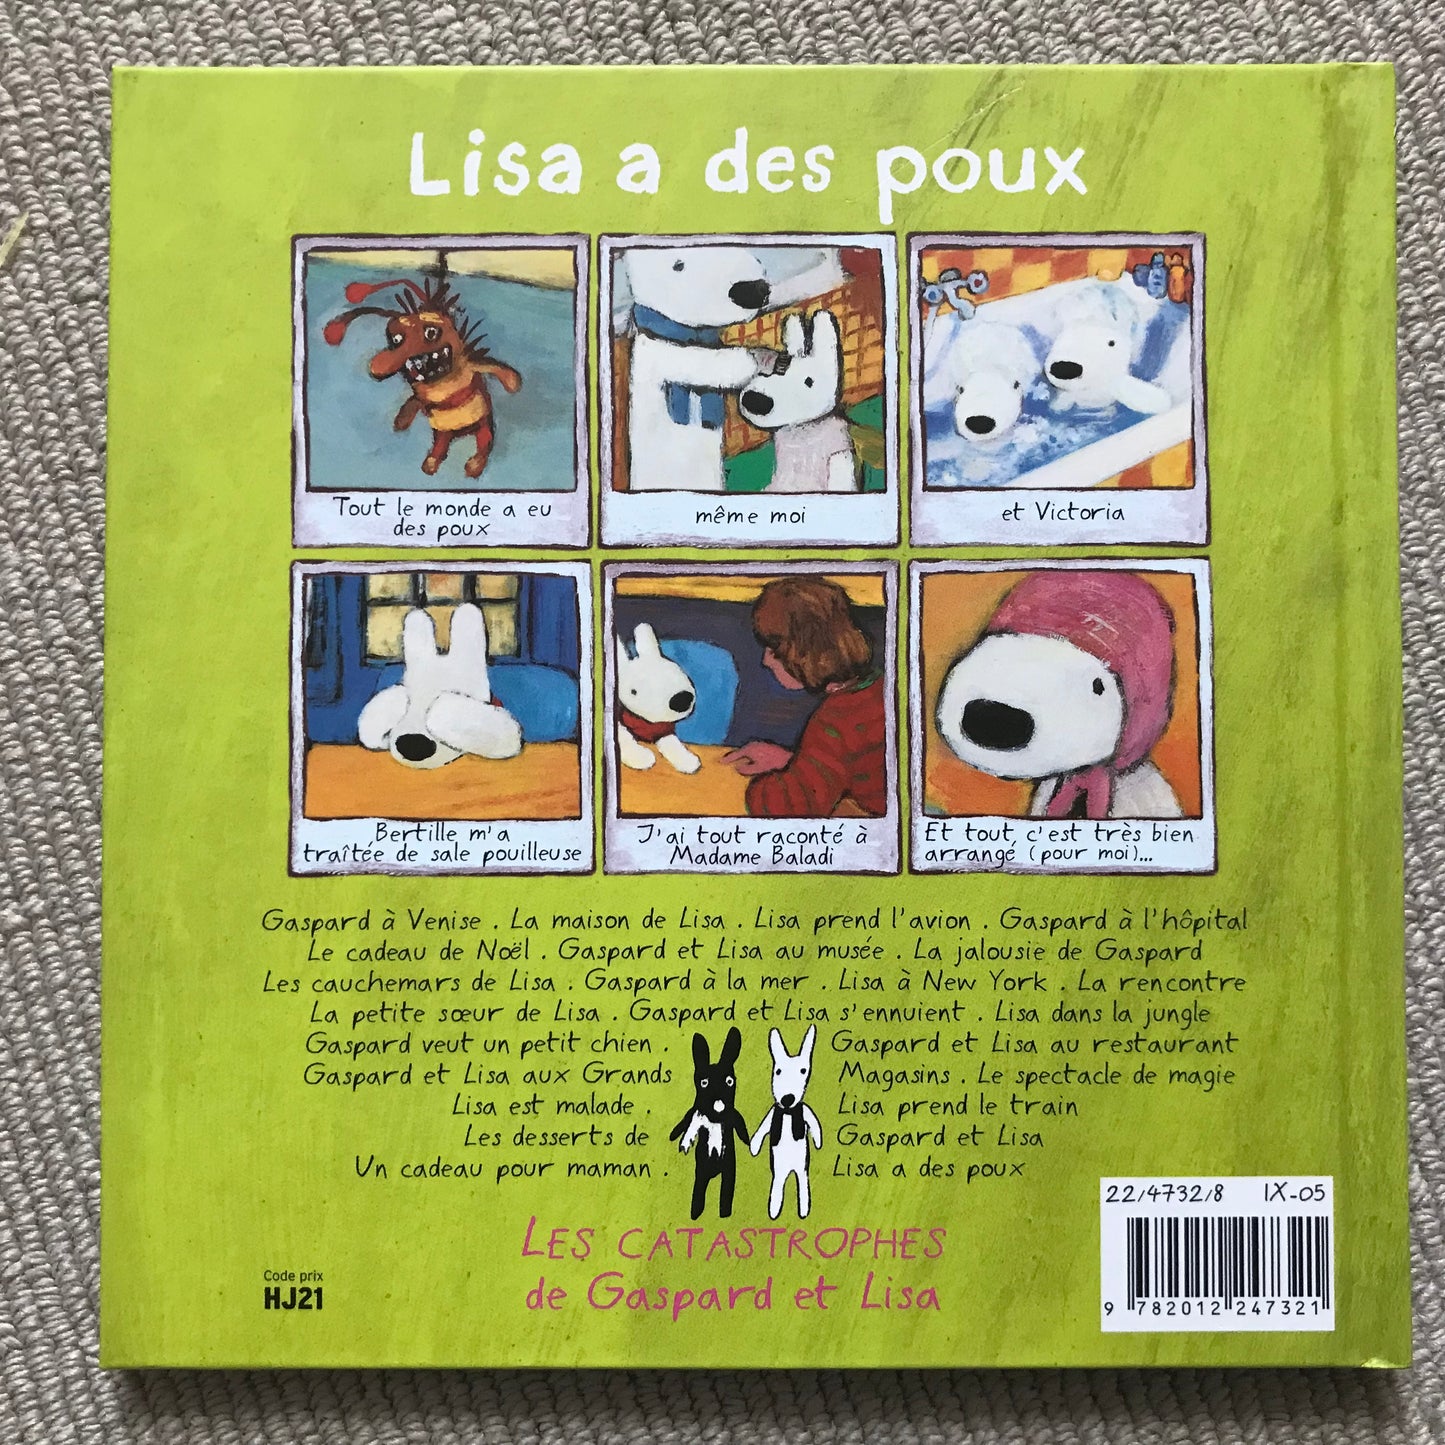 Lisa a des poux
Tout le monde a eu
des poux
même moi
et Victoria
Bertille m'a
traîtée de sale pouilleuse
J'ai tout raconté à
Madame Baladi
Et tout, c'est très bien
arrangé (pour moi)...
Gaspard à Venise . La maison de Lisa . Lisa prend l'avion . Gaspard à l'hôpital
Le cadeau de Noël . Gaspard et Lisa au musée . La jalousie de Gaspard
Les cauchemars de Lisa . Gaspard à la mer . Lisa à New York . La rencontre
La petite sœur de Lisa . Gaspard et Lisa s'ennuient . Lisa dans la jungle
Gaspard veut un petit chien . Gaspard et Lisa au restaurant
Gaspard et Lisa aux Grands Magasins . Le spectacle de magie
Lisa est malade . Lisa prend le train
Les desserts de Gaspard et Lisa
Un cadeau pour maman . Lisa a des poux
LES CATASTROPHES
de Gaspard et Lisa
Code prix
HJ21
22/4732/8 IX-05
9 782012 247321